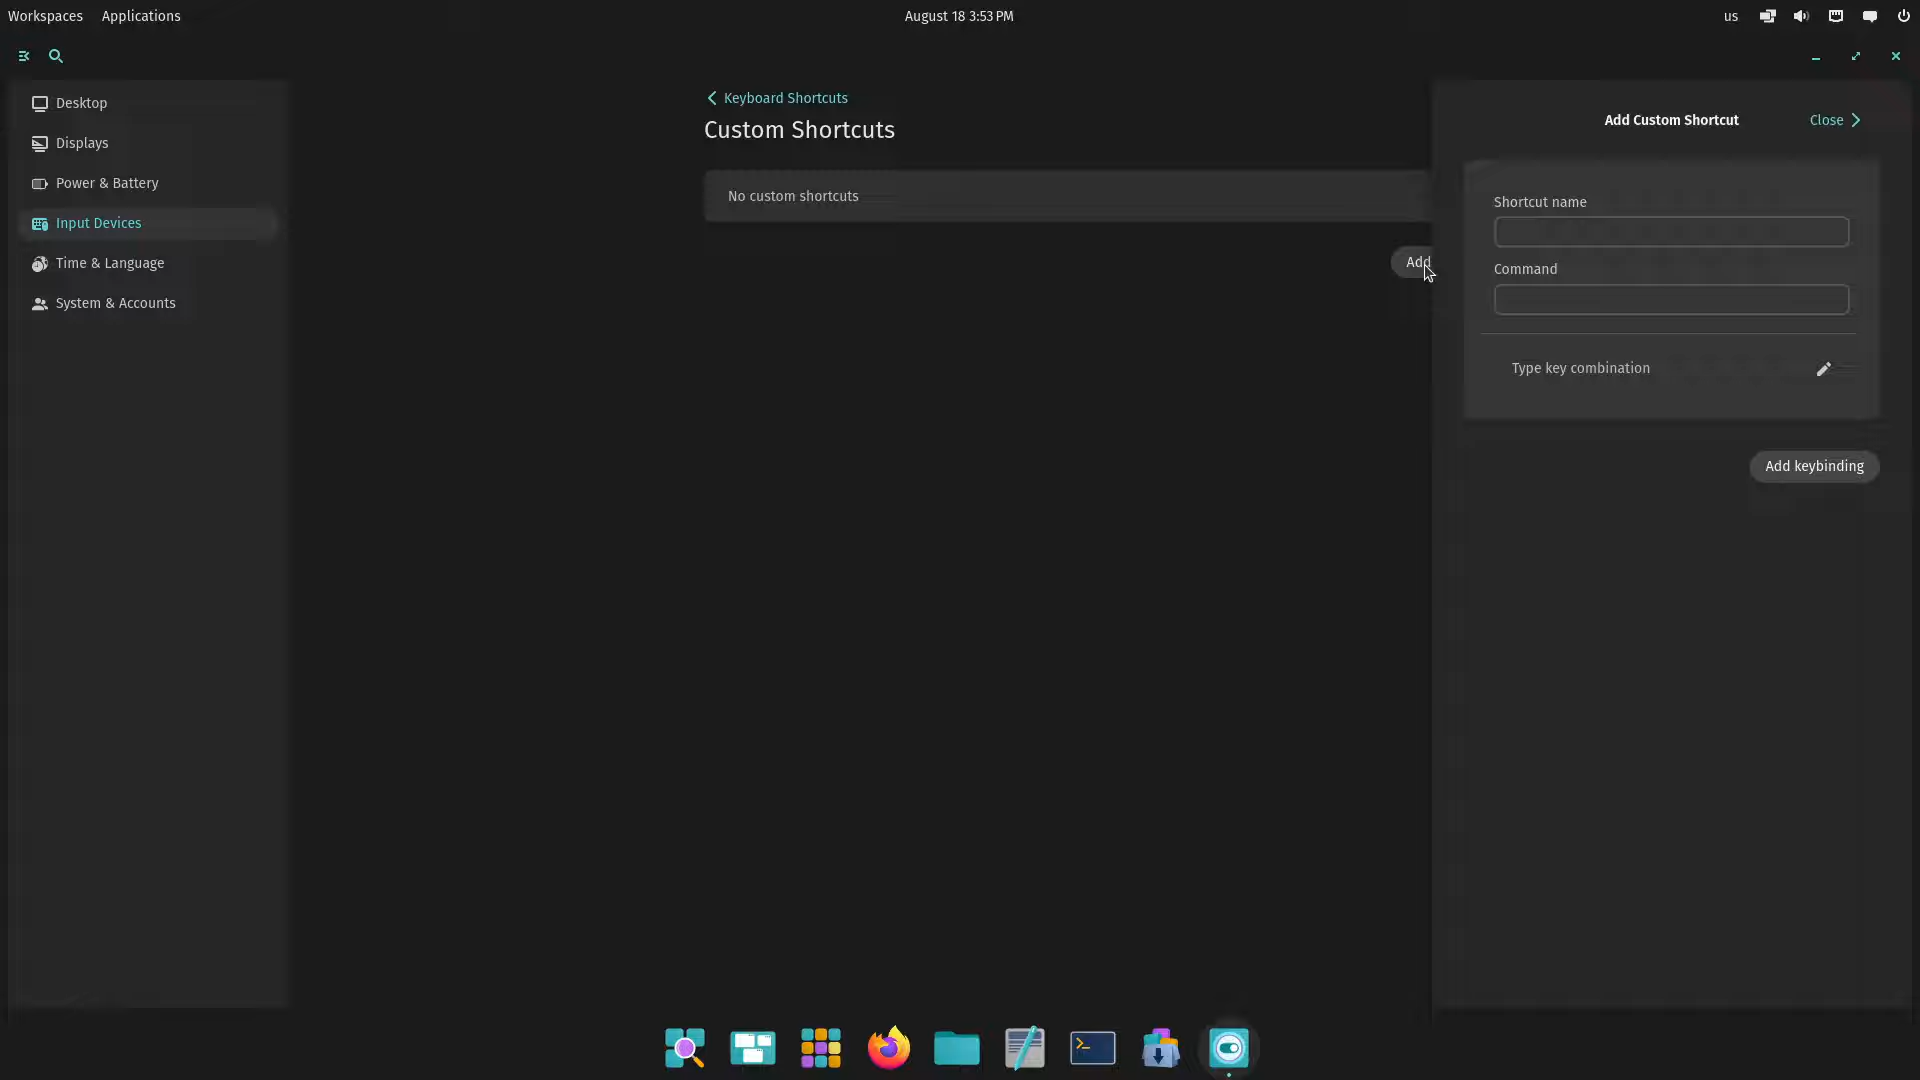 Workspaces Applications August 18 3:53 PM us
Desktop
Displays
Power & Battery
Input Devices
Time & Language
System & Accounts
Keyboard Shortcuts
Custom Shortcuts
No custom shortcuts
Add
Add Custom Shortcut Close
Shortcut name
Command
Type key combination
Add keybinding